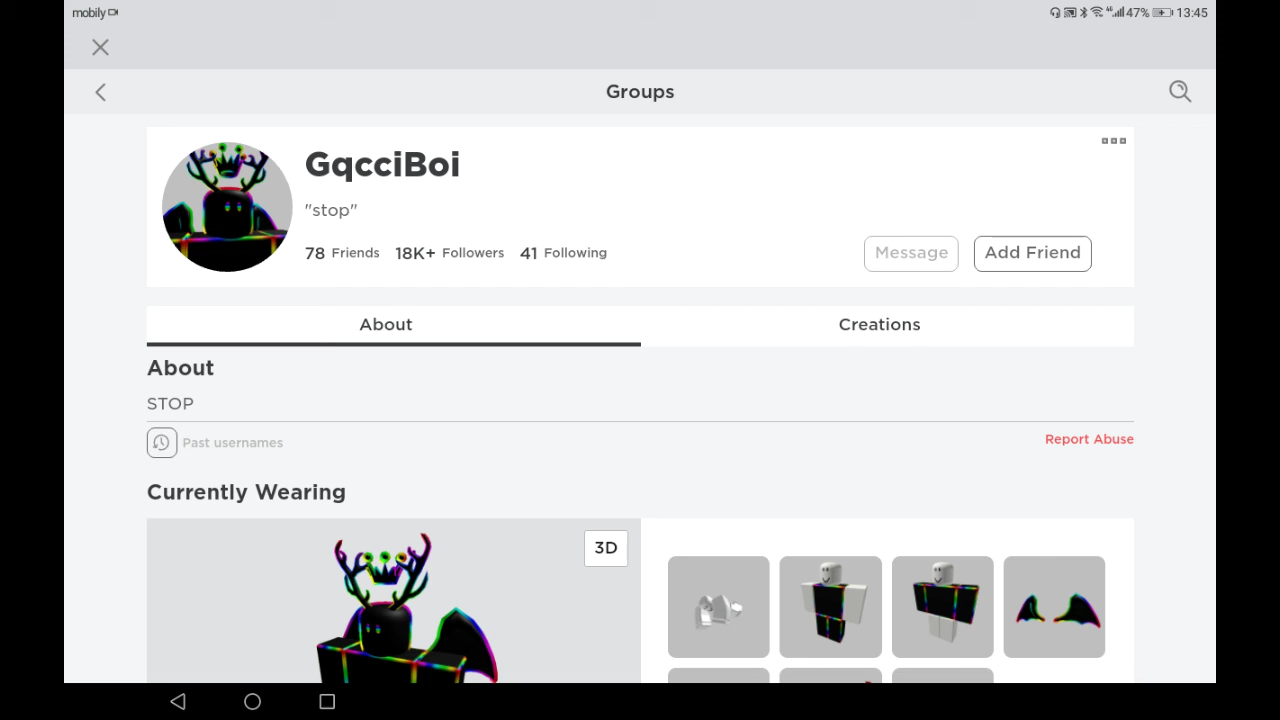 mobily 47% 13:45
Groups
GqcciBoi
"stop"
78 Friends 18K+ Followers 41 Following
Message Add Friend
About Creations
About
STOP
Past usernames Report Abuse
Currently Wearing
3D